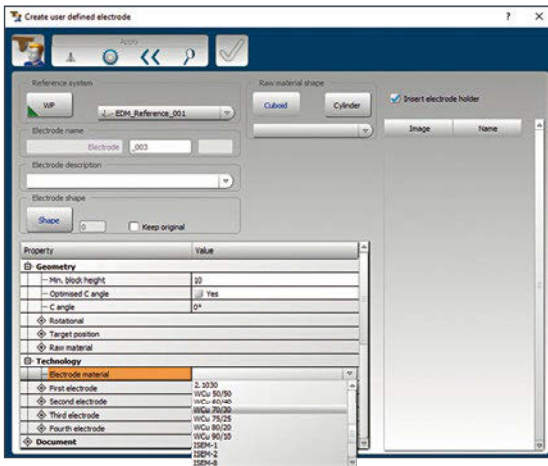 Create user defined electrode
? X
Apply
Reference system
WP
EDM_Reference_001
Electrode name
Electrode _003
Electrode description
Electrode shape
Shape 0 Keep original
Raw material shape
Cuboid Cylinder
Insert electrode holder
Image Name
Property Value
Geometry
Min. block height 10
Optimised C angle Yes
C angle 0°
Rotational
Target position
Raw material
Technology
Electrode material
First electrode
Second electrode
Third electrode
Fourth electrode
Document
2.1030
WCu 50/50
WCu 60/40
WCu 70/30
WCu 75/25
WCu 80/20
WCu 90/10
ISEM-1
ISEM-2
ISEM-8